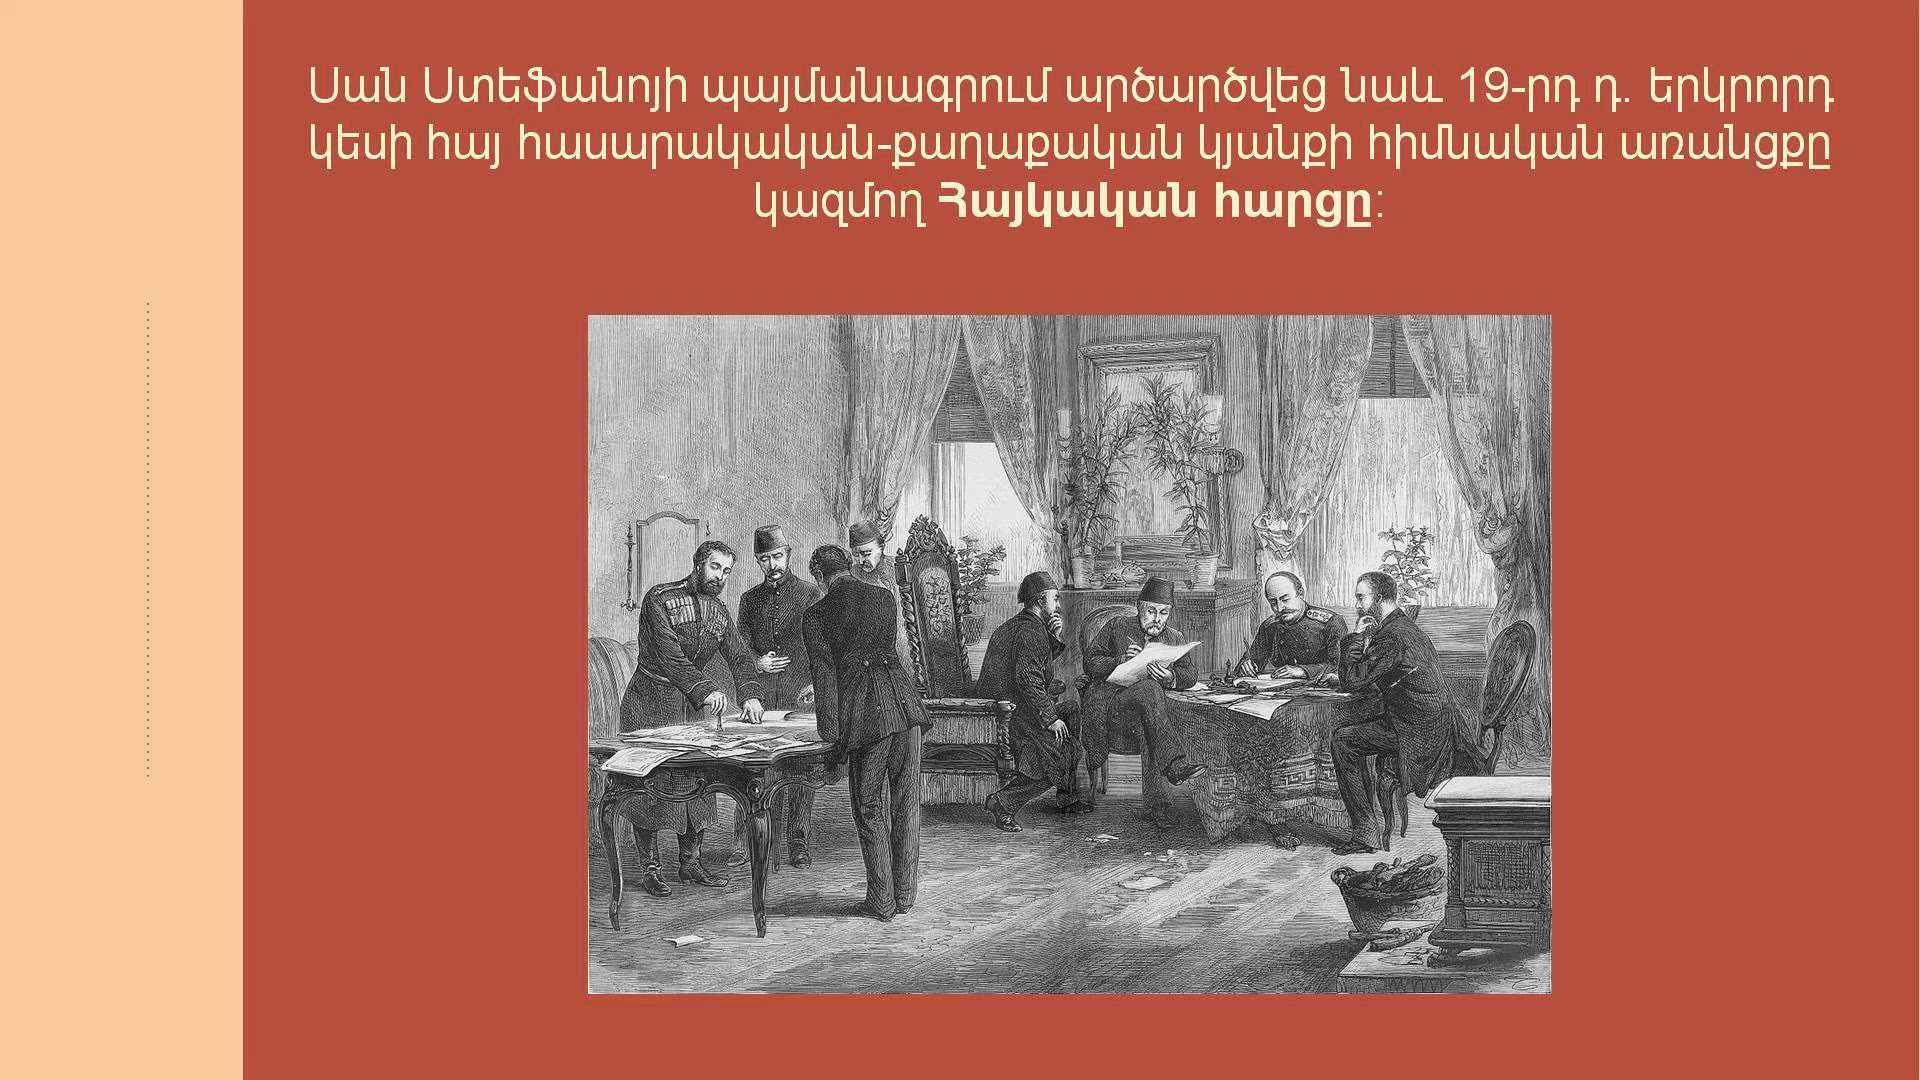 Սան Ստեֆանոյի պայմանագրում արծարծվեց նաև 19-րդ դ. երկրորդ
կեսի հայ հասարակական-քաղաքական կյանքի հիմնական առանցքը
կազմող Հայկական հարցը: